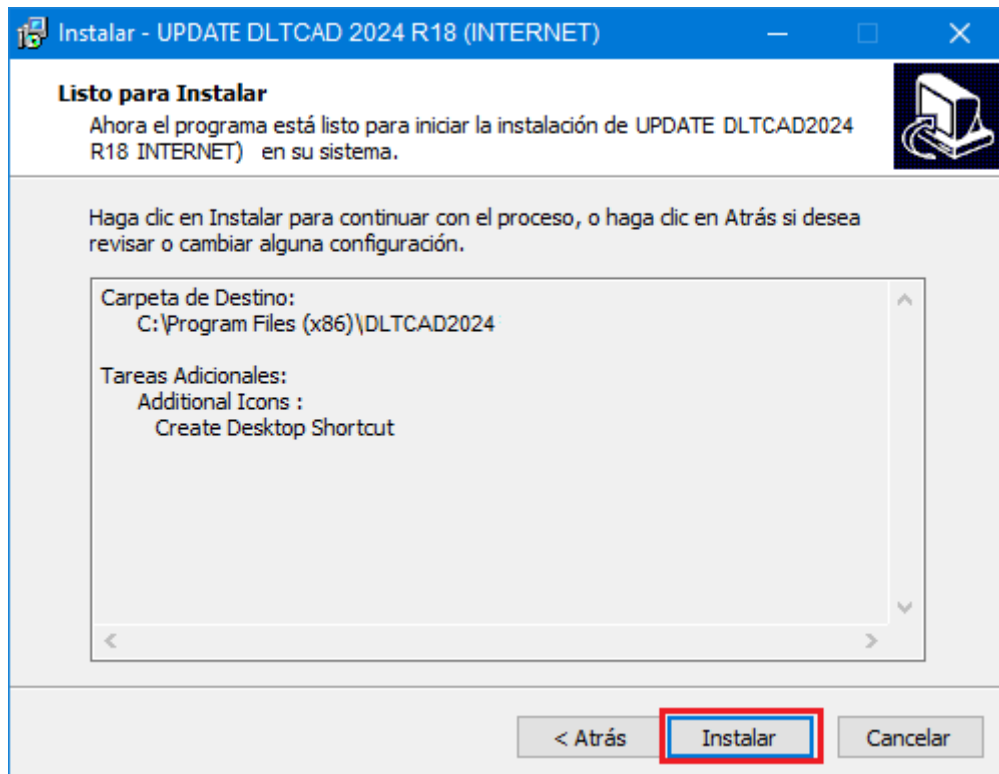 Instalar - UPDATE DLTCAD 2024 R18 (INTERNET)
Listo para Instalar
Ahora el programa está listo para iniciar la instalación de UPDATE DLTCAD2024
R18 INTERNET) en su sistema.
Haga clic en Instalar para continuar con el proceso, o haga clic en Atrás si desea
revisar o cambiar alguna configuración.
Carpeta de Destino:
C:\Program Files (x86)\DLTCAD2024
Tareas Adicionales:
Additional Icons :
Create Desktop Shortcut
< Atrás
Instalar
Cancelar